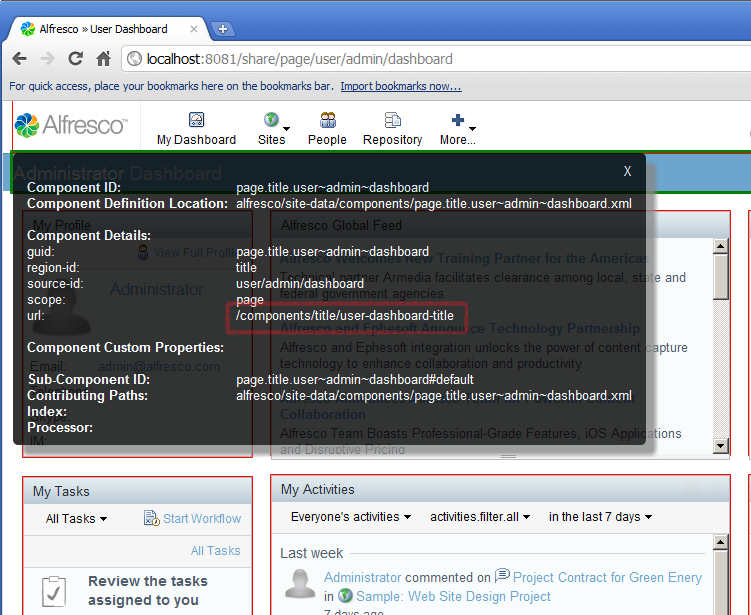 Alfresco » User Dashboard
localhost:8081/share/page/user/admin/dashboard
For quick access, place your bookmarks here on the bookmarks bar. Import bookmarks now...
Alfresco™
My Dashboard Sites People Repository More...
Administrator Dashboard
X
Component ID: page.title.user~admin~dashboard
Component Definition Location: alfresco/site-data/components/page.title.user~admin~dashboard.xml
My Profile
Alfresco Global Feed
Component Details:
guid: page.title.user~admin~dashboard
View Full Profile
Alfresco Welcomes New Training Partner for the Americas
region-id: title
Technical partner Armedia facilitates clearance among local, state and
source-id: user/admin/dashboard
Administrator
federal government agencies
scope: page
url: /components/title/user-dashboard-title
Alfresco and Ephesoft Announce Technology Partnership
Component Custom Properties:
Alfresco and Ephesoft integration unlocks the power of content capture
technology to enhance collaboration and productivity
Email: admin@alfresco.com
Sub-Component ID: page.title.user~admin~dashboard#default
Contributing Paths: alfresco/site-data/components/page.title.user~admin~dashboard.xml
Index:
Collaboration
Processor:
Alfresco Team Boasts Professional-Grade Features, iOS Applications
IM:
and Disruptive Pricing
My Tasks
All Tasks Start Workflow
All Tasks
Review the tasks
assigned to you
My Activities
Everyone's activities activities.filter.all in the last 7 days
Last week
Administrator commented on Project Contract for Green Enery
in Sample: Web Site Design Project
7 days ago